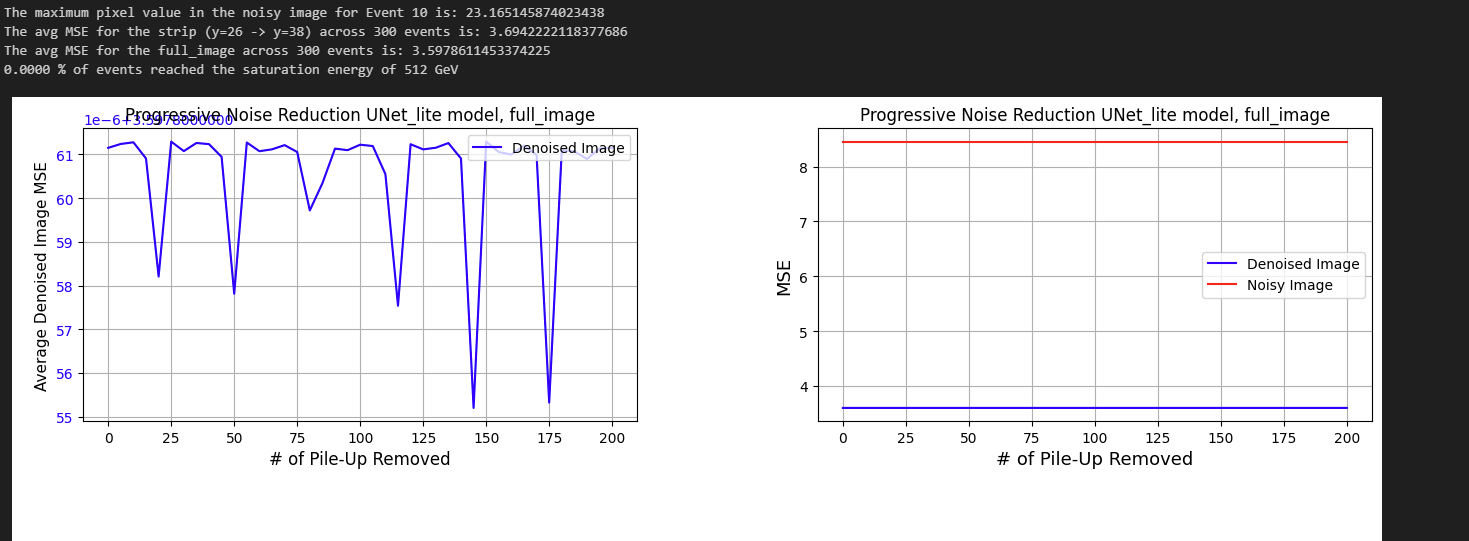 The maximum pixel value in the noisy image for Event 10 is: 23.165145874023438
The avg MSE for the strip (y=26 -> y=38) across 300 events is: 3.6942222118377686
The avg MSE for the full_image across 300 events is: 3.5978611453374225
0.0000 % of events reached the saturation energy of 512 GeV
Progressive Noise Reduction UNet_lite model, full_image
1e−6+3.5978000000
Denoised Image
61
60
59
58
57
56
55
Average Denoised Image MSE
0 25 50 75 100 125 150 175 200
# of Pile-Up Removed
Progressive Noise Reduction UNet_lite model, full_image
8
7
6
5
4
MSE
Denoised Image
Noisy Image
0 25 50 75 100 125 150 175 200
# of Pile-Up Removed